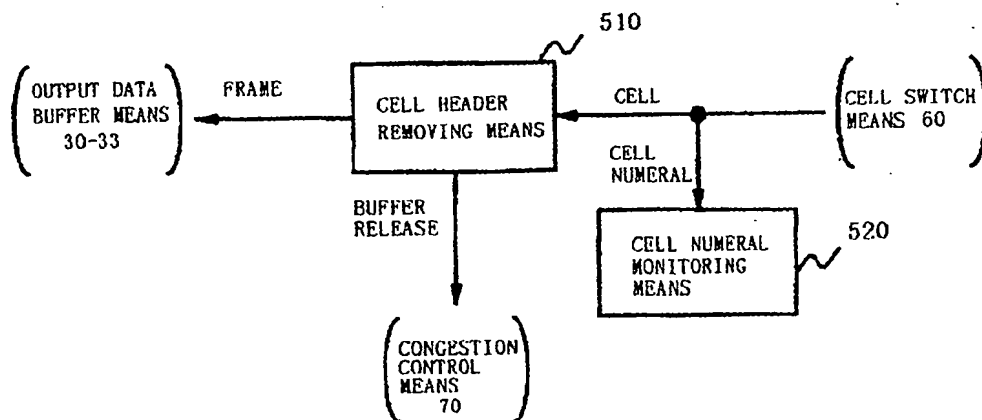 510
OUTPUT DATA
BUFFER MEANS
30-33
FRAME
CELL HEADER
REMOVING MEANS
CELL
CELL SWITCH
MEANS 60
CELL
NUMERAL
BUFFER
RELEASE
520
CELL NUMERAL
MONITORING
MEANS
CONGESTION
CONTROL
MEANS
70